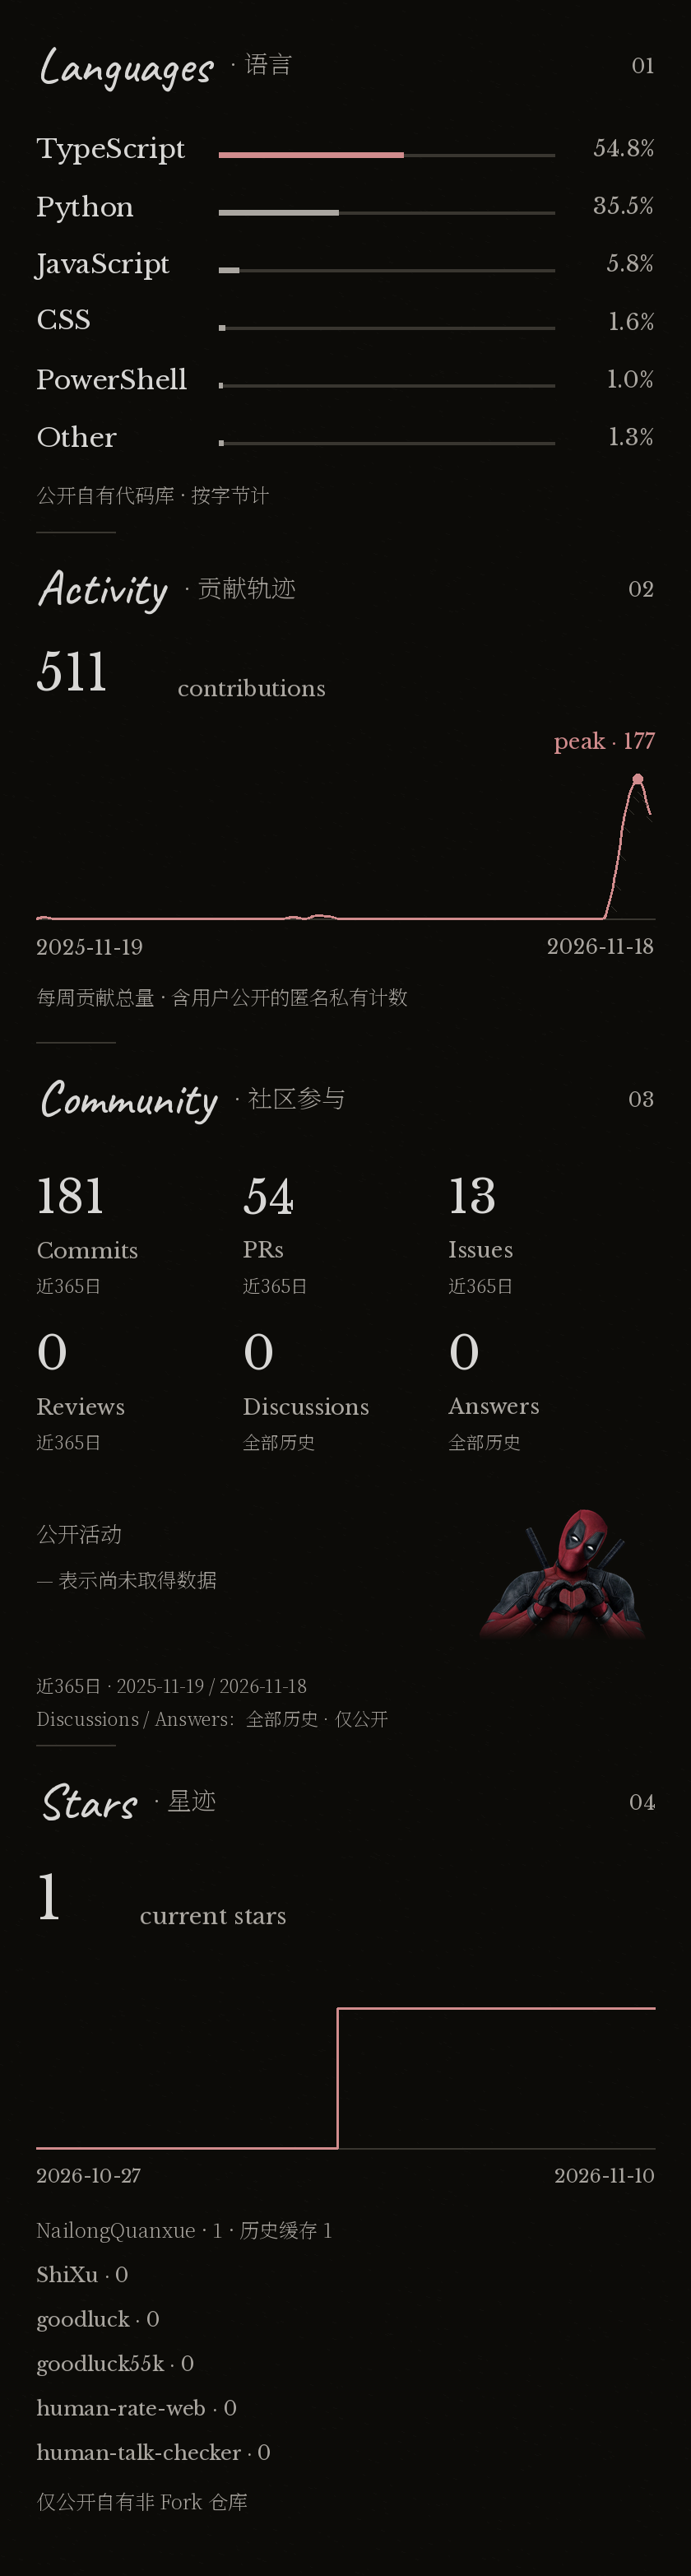 Languages · 语言 01
TypeScript 54.8%
Python 35.5%
JavaScript 5.8%
CSS 1.6%
PowerShell 1.0%
Other 1.3%
公开自有代码库 · 按字节计
Activity · 贡献轨迹 02
511 contributions
peak · 177
2025-11-19 2026-11-18
每周贡献总量 · 含用户公开的匿名私有计数
Community · 社区参与 03
181 54 13
Commits PRs Issues
近365日 近365日 近365日
0 0 0
Reviews Discussions Answers
近365日 全部历史 全部历史
公开活动
— 表示尚未取得数据
近365日 · 2025-11-19 / 2026-11-18
Discussions / Answers: 全部历史 · 仅公开
Stars · 星迹 04
1 current stars
2026-10-27 2026-11-10
NailongQuanxue · 1 · 历史缓存 1
ShiXu · 0
goodluck · 0
goodluck55k · 0
human-rate-web · 0
human-talk-checker · 0
仅公开自有非 Fork 仓库